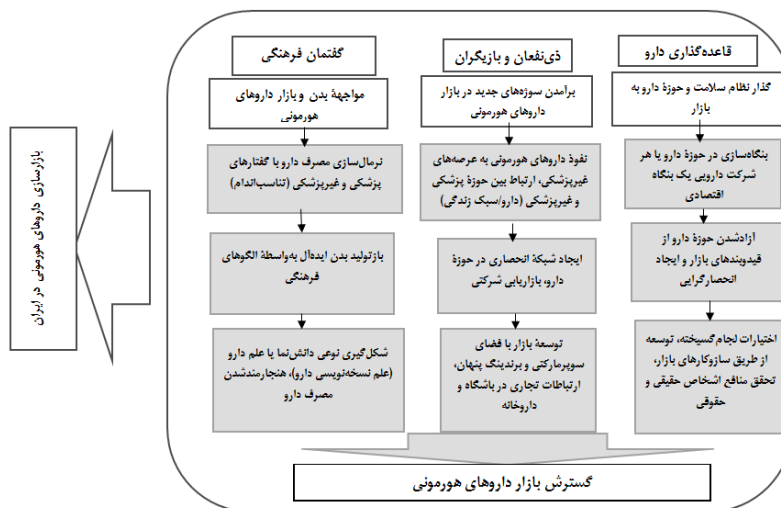 قاعده‌گذاری دارو
گذار نظام سلامت و حوزهٔ دارو به
بازار
بنگاه‌سازی در حوزهٔ دارو یا هر
شرکت دارویی یک بنگاه
اقتصادی
آزادشدن حوزهٔ دارو از
قیدوبندهای بازار و ایجاد
انحصارگرایی
اختیارات لجام گسیخته، توسعه
از طریق سازوکارهای بازار،
تحقق منافع اشخاص حقیقی و
حقوقی
ذی‌نفعان و بازیگران
برآمدن سوژه‌های جدید در بازار
داروهای هورمونی
نفوذ داروهای هورمونی به عرصه‌های
غیرپزشکی، ارتباط بین حوزهٔ پزشکی
و غیرپزشکی (دارو/سبک زندگی)
ایجاد شبکهٔ انحصاری در حوزهٔ
دارو، بازاریابی شرکتی
توسعهٔ بازار با فضای
سوپرمارکتی و برندینگ پنهان،
ارتباطات تجاری در باشگاه و
داروخانه
گفتمان فرهنگی
مواجههٔ بدن و بازار داروهای
هورمونی
نرمال‌سازی مصرف دارو با گفتارهای
پزشکی و غیرپزشکی (تناسب‌اندام)
بازتولید بدن ایده‌آل به‌واسطهٔ الگوهای
فرهنگی
شکل‌گیری نوعی دانش‌نما یا علم دارو
(علم نسخه‌نویسی دارو)، هنجارمندشدن
مصرف دارو
گسترش بازار داروهای هورمونی
بازارسازی داروهای هورمونی در ایران